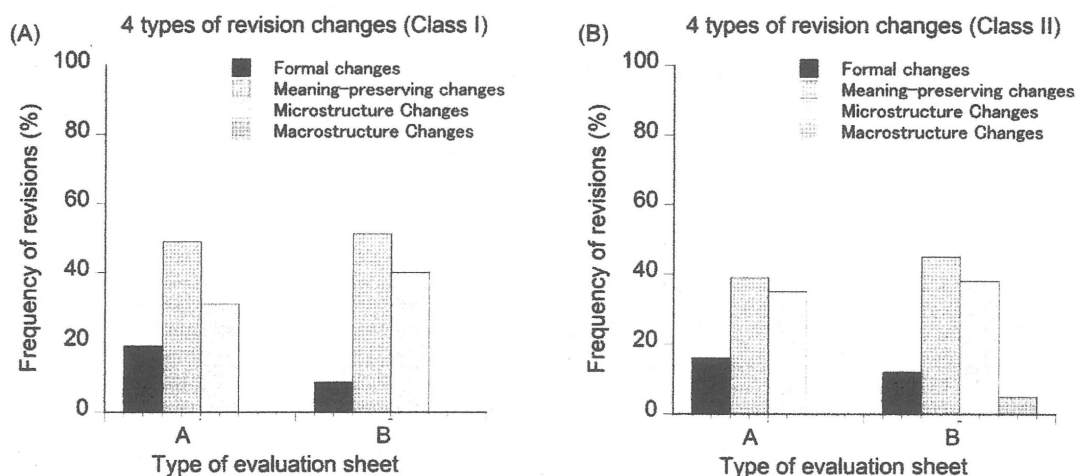 (A)
4 types of revision changes (Class I)
Frequency of revisions (%)
100
80
60
40
20
0
Formal changes
Meaning-preserving changes
Microstructure Changes
Macrostructure Changes
A
B
Type of evaluation sheet
(B)
4 types of revision changes (Class II)
Frequency of revisions (%)
100
80
60
40
20
0
Formal changes
Meaning-preserving changes
Microstructure Changes
Macrostructure Changes
A
B
Type of evaluation sheet